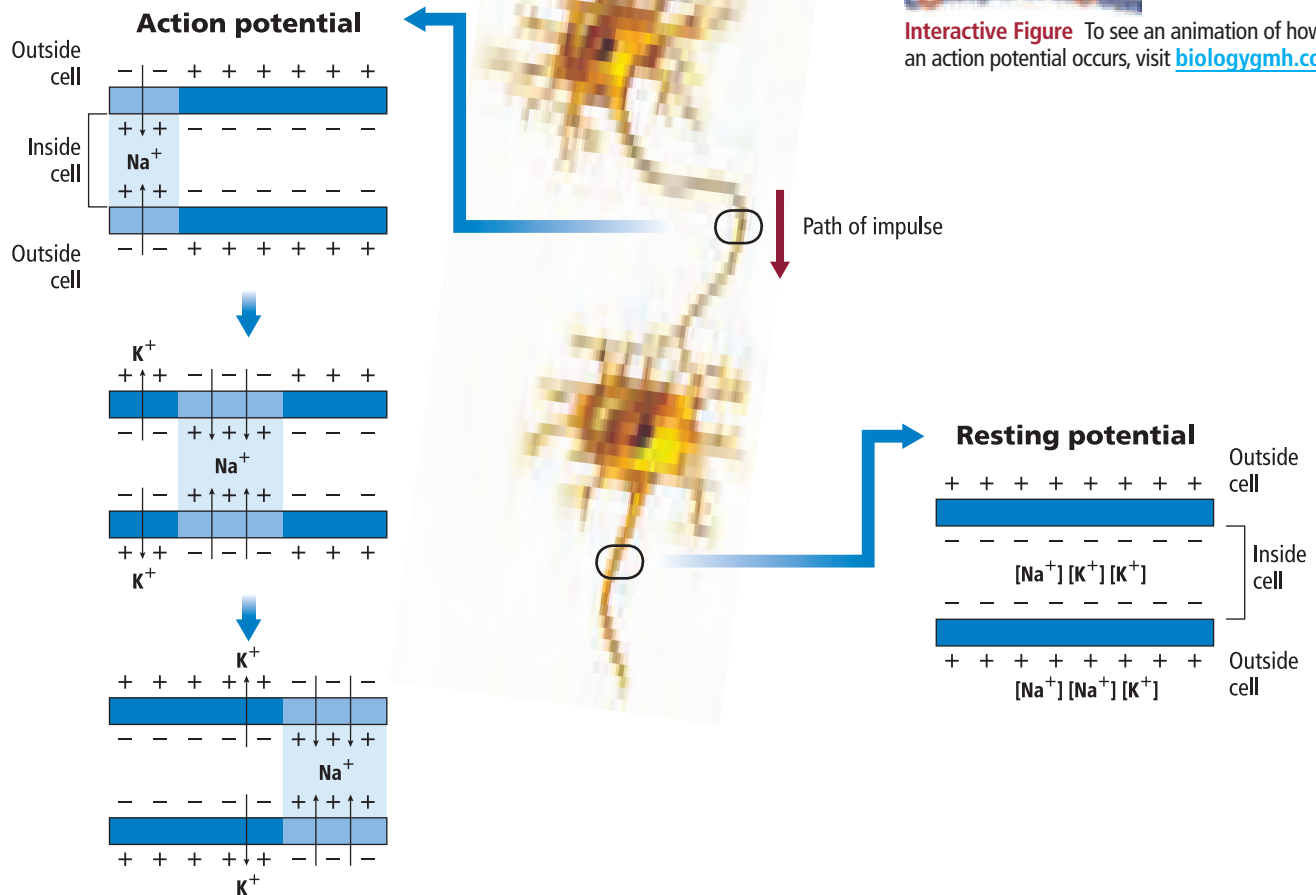 Action potential
Outside
cell
− − + + + + + +
+ + − − − − − −
Inside
cell
Na⁺
+ + − − − − − −
Outside
cell
− − + + + + + +
K⁺
+ + − − − + + +
− − + + + − − −
Na⁺
− − + + + − − −
+ + − − − + + +
K⁺
K⁺
+ + + + + − − −
− − − − − + + +
Na⁺
− − − − − + + +
+ + + + + − − −
K⁺
Interactive Figure To see an animation of how
an action potential occurs, visit biologygmh.co
Path of impulse
Resting potential
Outside
cell
+ + + + + + + +
− − − − − − − −
[Na⁺] [K⁺] [K⁺]
Inside
cell
− − − − − − − −
+ + + + + + + +
Outside
cell
[Na⁺] [Na⁺] [K⁺]